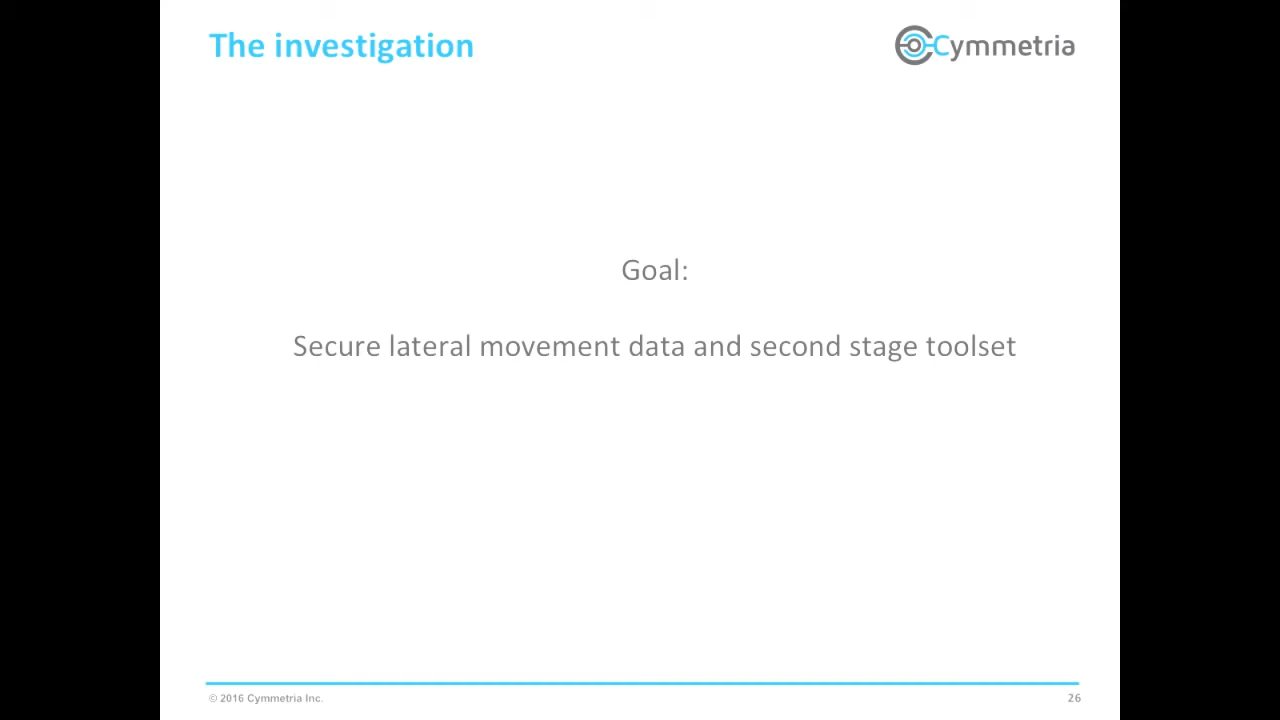 The investigation
Cymmetria
Goal:
Secure lateral movement data and second stage toolset
© 2016 Cymmetria Inc.
26